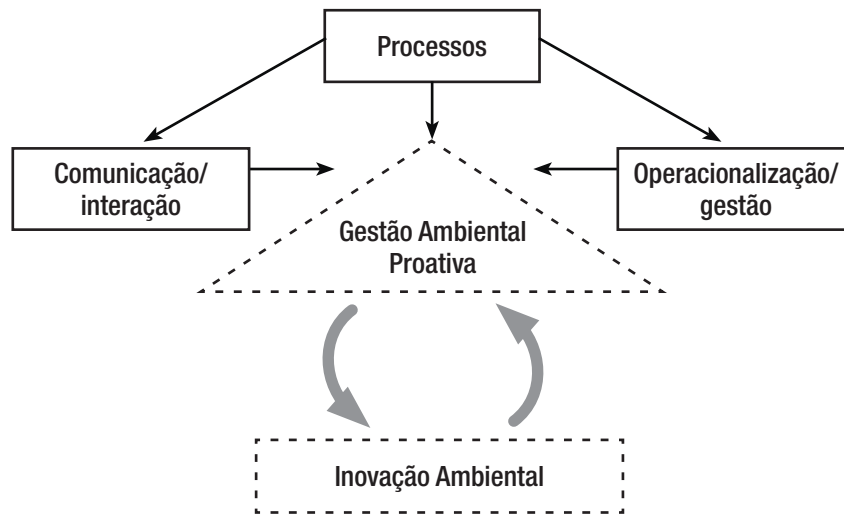 Processos
Comunicação/
interação
Operacionalização/
gestão
Gestão Ambiental
Proativa
Inovação Ambiental